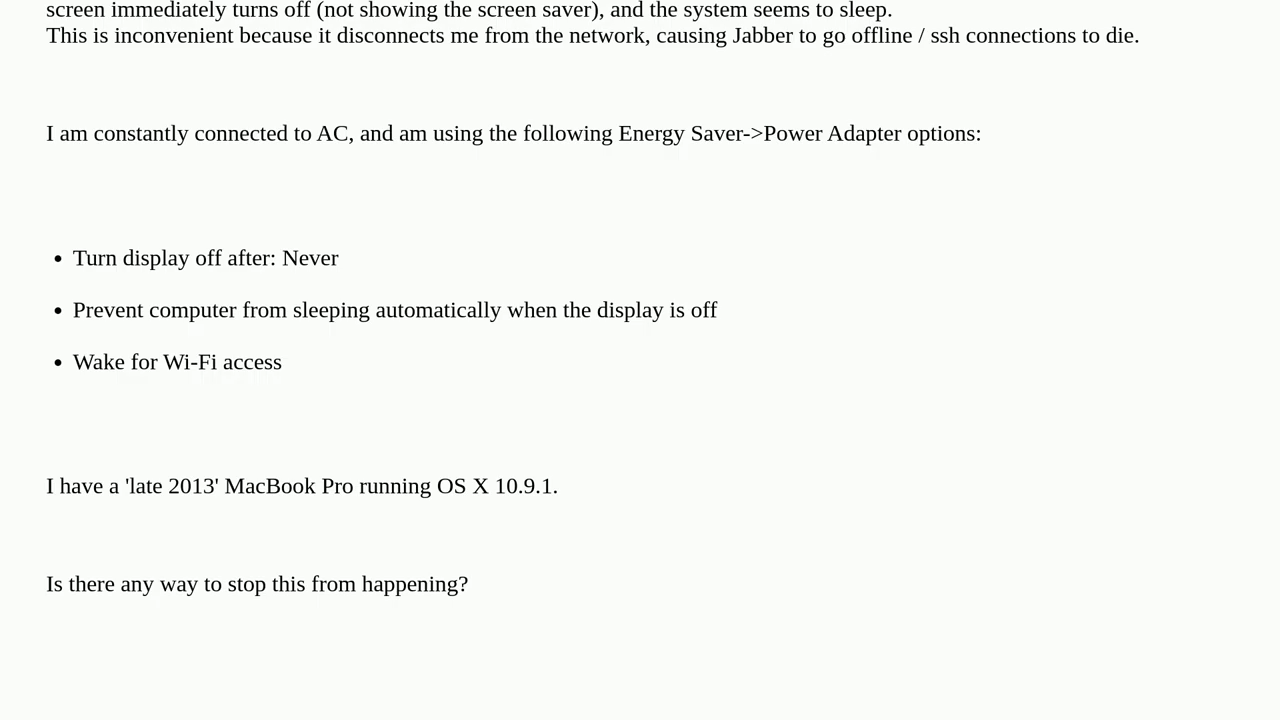 screen immediately turns off (not showing the screen saver), and the system seems to sleep.
This is inconvenient because it disconnects me from the network, causing Jabber to go offline / ssh connections to die.
I am constantly connected to AC, and am using the following Energy Saver->Power Adapter options:
• Turn display off after: Never
• Prevent computer from sleeping automatically when the display is off
• Wake for Wi-Fi access
I have a 'late 2013' MacBook Pro running OS X 10.9.1.
Is there any way to stop this from happening?